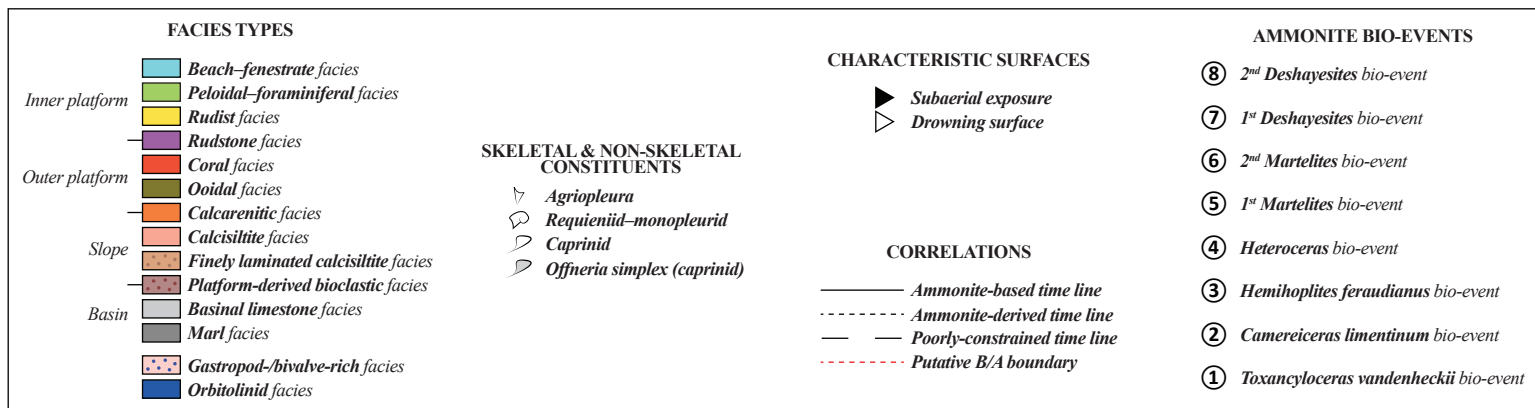 FACIES TYPES
Inner platform
Outer platform
Slope
Basin
Beach–fenestrate facies
Peloidal–foraminiferal facies
Rudist facies
Rudstone facies
Coral facies
Ooidal facies
Calcarenitic facies
Calcisiltite facies
Finely laminated calcisiltite facies
Platform-derived bioclastic facies
Basinal limestone facies
Marl facies
Gastropod-/bivalve-rich facies
Orbitolinid facies
SKELETAL & NON-SKELETAL
CONSTITUENTS
Agriopleura
Requieniid–monopleurid
Caprinid
Offneria simplex (caprinid)
CHARACTERISTIC SURFACES
Subaerial exposure
Drowning surface
CORRELATIONS
Ammonite-based time line
Ammonite-derived time line
Poorly-constrained time line
Putative B/A boundary
AMMONITE BIO-EVENTS
8 2nd Deshayesites bio-event
7 1st Deshayesites bio-event
6 2nd Martelites bio-event
5 1st Martelites bio-event
4 Heteroceras bio-event
3 Hemihoplites feraudianus bio-event
2 Camereiceras limentinum bio-event
1 Toxancyloceras vandenheckii bio-event